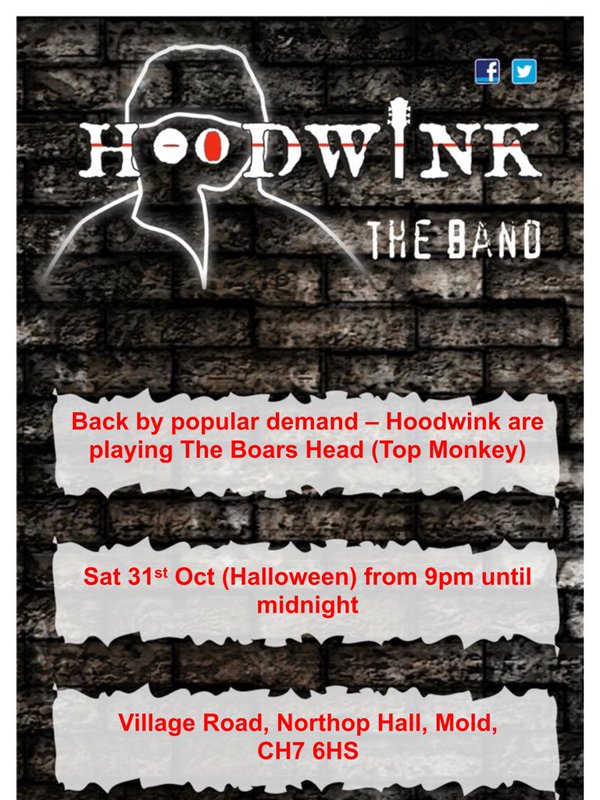 HOODWINK
THE BAND
Back by popular demand – Hoodwink are
playing The Boars Head (Top Monkey)
Sat 31st Oct (Halloween) from 9pm until
midnight
Village Road, Northop Hall, Mold,
CH7 6HS